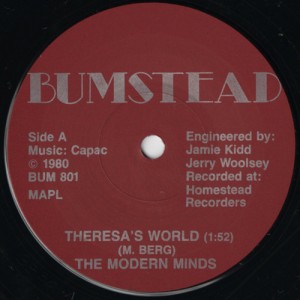 BUMSTEAD
Side A
Music: Capac
© 1980
BUM 801
MAPL
Engineered by:
Jamie Kidd
Jerry Woolsey
Recorded at:
Homestead
Recorders
THERESA'S WORLD (1:52)
(M. BERG)
THE MODERN MINDS